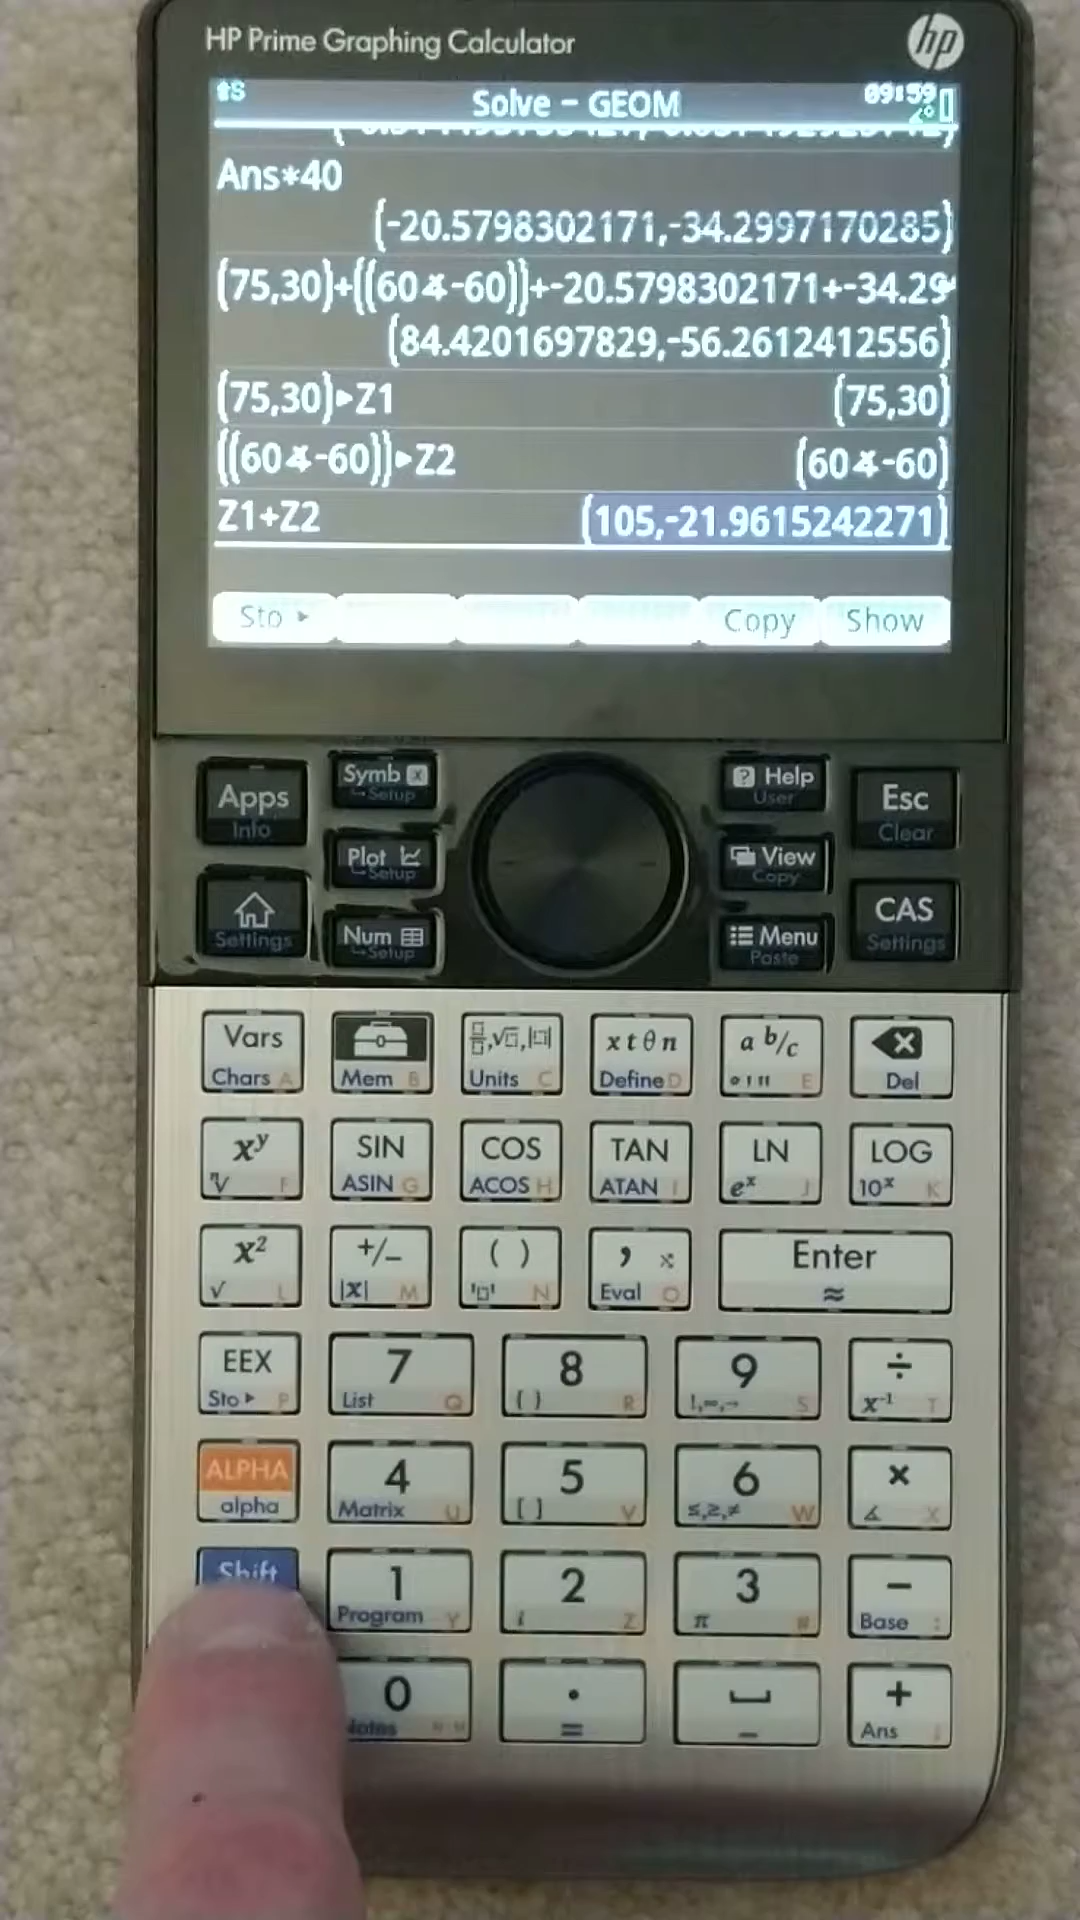 HP Prime Graphing Calculator
hp
S
Solve – GEOM
09:59
Ans*40
(-20.5798302171,-34.2997170285)
(75,30)+((60∡-60))+-20.5798302171+-34.29
(84.4201697829,-56.2612412556)
(75,30)▶Z1
(75,30)
((60∡-60))▶Z2
(60∡-60)
Z1+Z2
(105,-21.9615242271)
Sto ▶
Copy
Show
Apps
Info
Symb
Setup
Help
User
Esc
Clear
Plot
Setup
View
Copy
Settings
Num
Setup
Menu
Paste
CAS
Settings
Vars
Chars A
Mem B
Units C
x t θ n
Define D
a b/c
E
Del
xʸ
F
SIN
ASIN G
COS
ACOS H
TAN
ATAN I
LN
eˣ J
LOG
10ˣ K
x²
√ L
+/−
|x| M
( )
N
,
Eval O
Enter
≈
EEX
Sto ▶ P
7
List Q
8
{ } R
9
!,∞,→ S
÷
x⁻¹ T
ALPHA
alpha
4
Matrix U
5
[ ] V
6
≤,≥,≠ W
×
∡ X
Shift
1
Program Y
2
i Z
3
π #
−
Base :
0
Notes
.
=
_
+
Ans ;